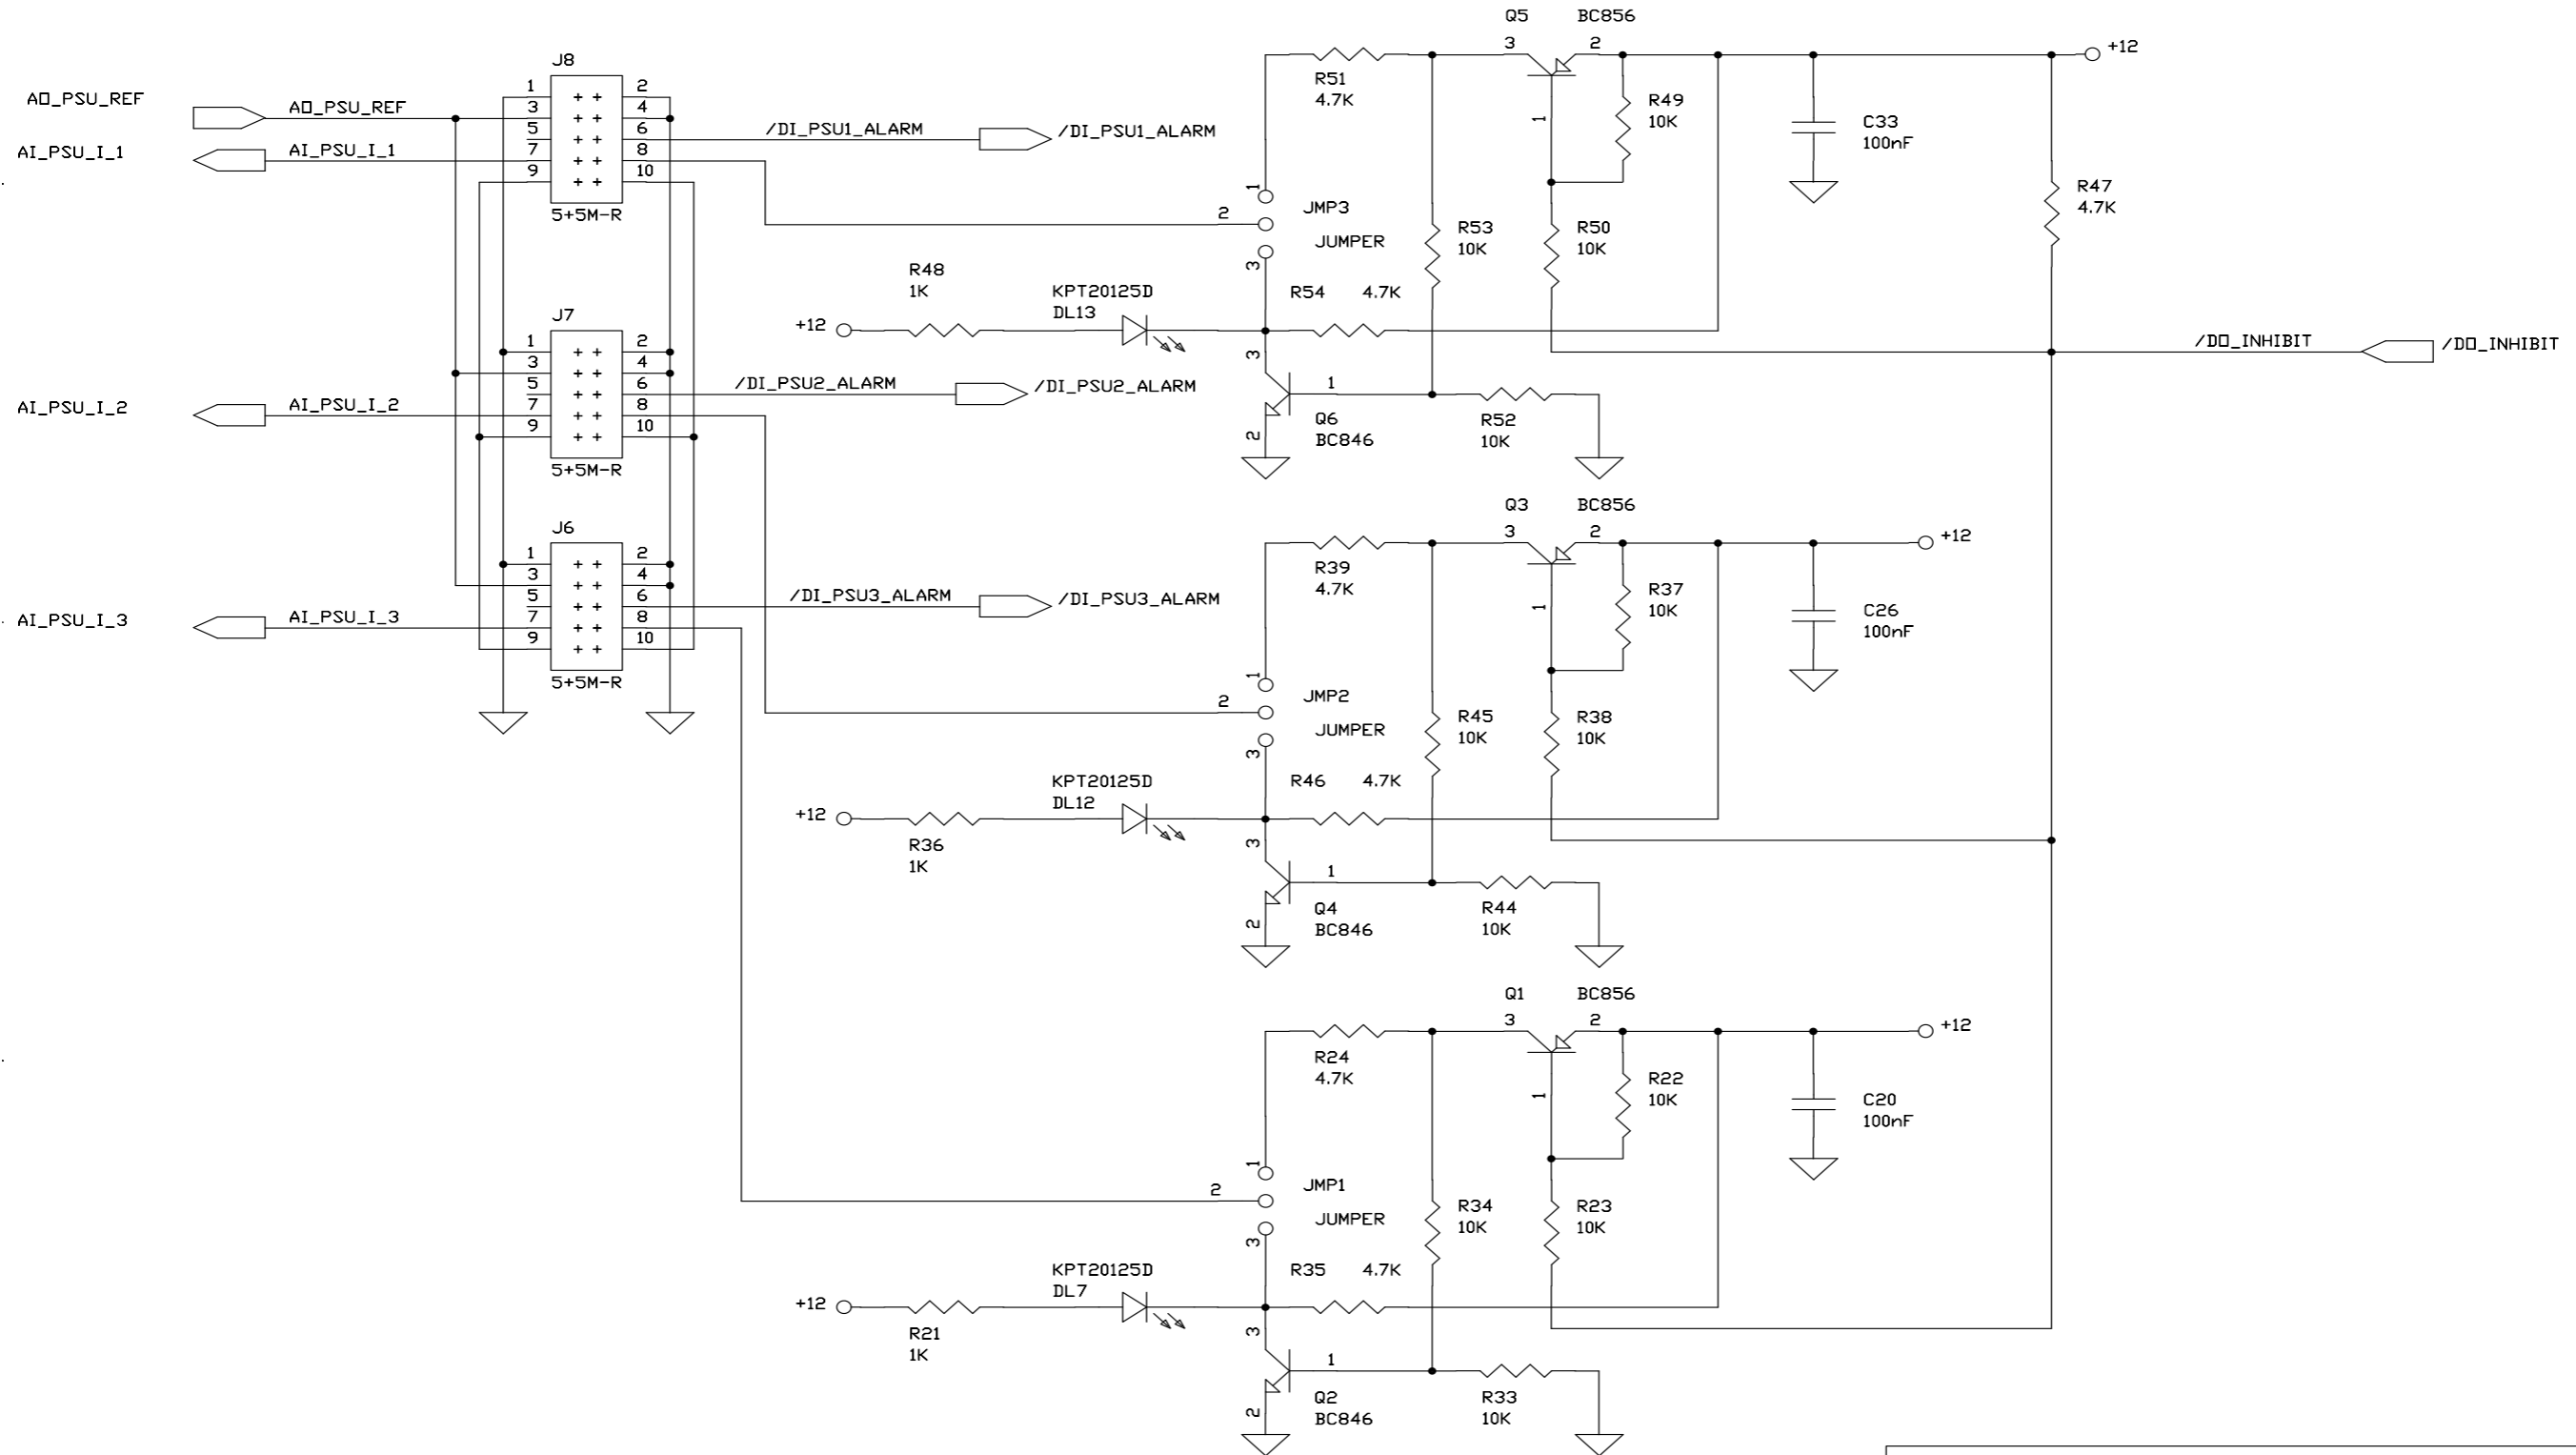 Q5 BC856
3 2
+12
R51
4.7K
R49
10K
1
C33
100nF
R47
4.7K
J8
1 2
3 4
5 6
7 8
9 10
5+5M-R
AO_PSU_REF
AO_PSU_REF
AI_PSU_I_1
AI_PSU_I_1
/DI_PSU1_ALARM
/DI_PSU1_ALARM
1
2
3
JMP3
JUMPER
R53
10K
R50
10K
R48
1K
+12
KPT20125D
DL13
R54 4.7K
/DO_INHIBIT
/DO_INHIBIT
3
1
2
Q6
BC846
R52
10K
J7
1 2
3 4
5 6
7 8
9 10
5+5M-R
AI_PSU_I_2
AI_PSU_I_2
/DI_PSU2_ALARM
/DI_PSU2_ALARM
Q3 BC856
3 2
+12
R39
4.7K
R37
10K
1
C26
100nF
J6
1 2
3 4
5 6
7 8
9 10
5+5M-R
AI_PSU_I_3
AI_PSU_I_3
/DI_PSU3_ALARM
/DI_PSU3_ALARM
1
2
3
JMP2
JUMPER
R45
10K
R38
10K
+12
R36
1K
KPT20125D
DL12
R46 4.7K
3
1
2
Q4
BC846
R44
10K
Q1 BC856
3 2
+12
R24
4.7K
R22
10K
1
C20
100nF
1
2
3
JMP1
JUMPER
R34
10K
R23
10K
+12
R21
1K
KPT20125D
DL7
R35 4.7K
3
1
2
Q2
BC846
R33
10K